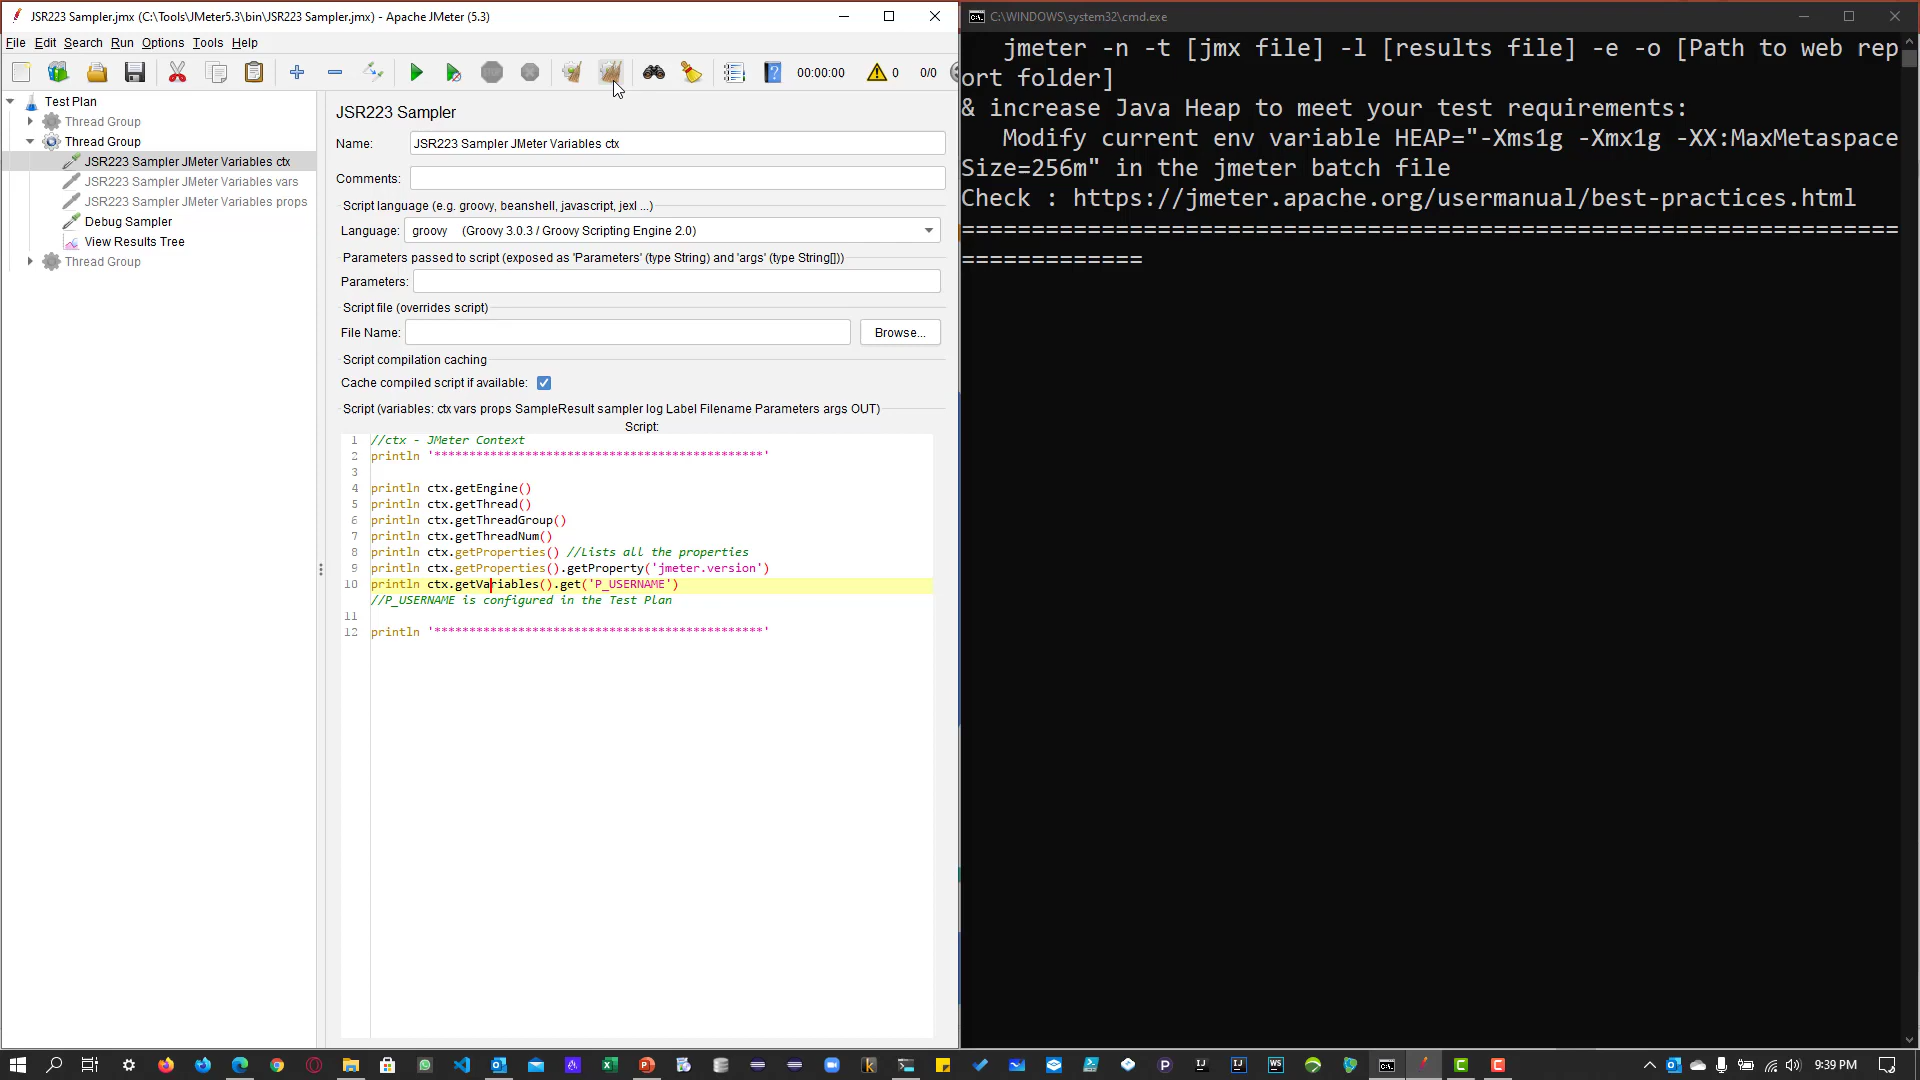 JSR223 Sampler.jmx (C:\Tools\JMeter5.3\bin\JSR223 Sampler.jmx) - Apache JMeter (5.3)
File Edit Search Run Options Tools Help
00:00:00 0 0/0
Test Plan
Thread Group
Thread Group
JSR223 Sampler JMeter Variables ctx
JSR223 Sampler JMeter Variables vars
JSR223 Sampler JMeter Variables props
Debug Sampler
View Results Tree
Thread Group
JSR223 Sampler
Name: JSR223 Sampler JMeter Variables ctx
Comments:
Script language (e.g. groovy, beanshell, javascript, jexl ...)
Language: groovy (Groovy 3.0.3 / Groovy Scripting Engine 2.0)
Parameters passed to script (exposed as 'Parameters' (type String) and 'args' (type String[]))
Parameters:
Script file (overrides script)
File Name: Browse...
Script compilation caching
Cache compiled script if available:
Script (variables: ctx vars props SampleResult sampler log Label Filename Parameters args OUT)
Script:
1 //ctx - JMeter Context
2 println '***********************************************'
3
4 println ctx.getEngine()
5 println ctx.getThread()
6 println ctx.getThreadGroup()
7 println ctx.getThreadNum()
8 println ctx.getProperties() //Lists all the properties
9 println ctx.getProperties().getProperty('jmeter.version')
10 println ctx.getVariables().get('P_USERNAME')
//P_USERNAME is configured in the Test Plan
11
12 println '***********************************************'
C:\WINDOWS\system32\cmd.exe
jmeter -n -t [jmx file] -l [results file] -e -o [Path to web rep
ort folder]
& increase Java Heap to meet your test requirements:
Modify current env variable HEAP="-Xms1g -Xmx1g -XX:MaxMetaspace
Size=256m" in the jmeter batch file
Check : https://jmeter.apache.org/usermanual/best-practices.html
====================================================================
=============
9:39 PM